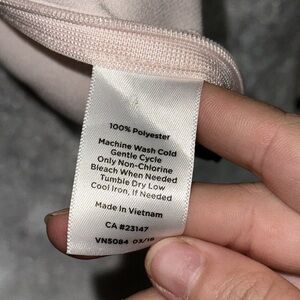 100% Polyester
Machine Wash Cold
Gentle Cycle
Only Non-Chlorine
Bleach When Needed
Tumble Dry Low
Cool Iron, If Needed
Made in Vietnam
CA #23147
VN5084 03/18